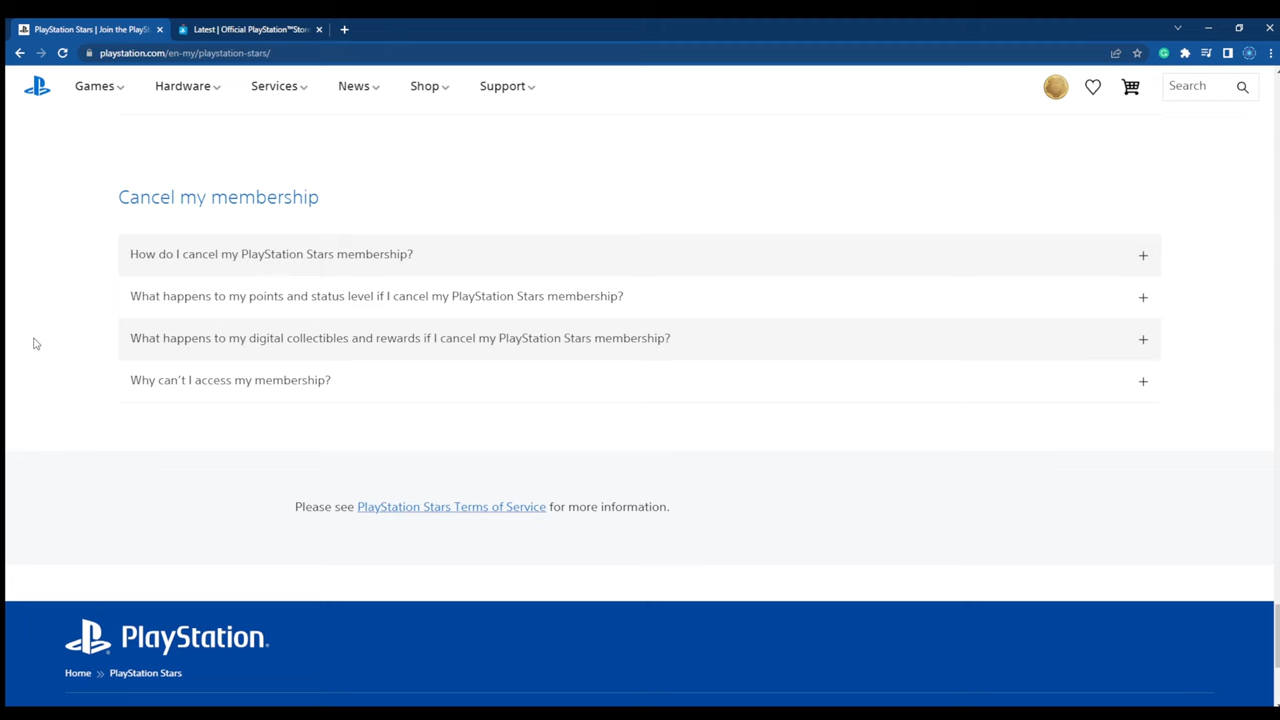 PlayStation Stars | Join the PlaySt
Latest | Official PlayStation™Store
playstation.com/en-my/playstation-stars/
Games
Hardware
Services
News
Shop
Support
Search
Cancel my membership
How do I cancel my PlayStation Stars membership?
What happens to my points and status level if I cancel my PlayStation Stars membership?
What happens to my digital collectibles and rewards if I cancel my PlayStation Stars membership?
Why can't I access my membership?
Please see PlayStation Stars Terms of Service for more information.
PlayStation.
Home » PlayStation Stars